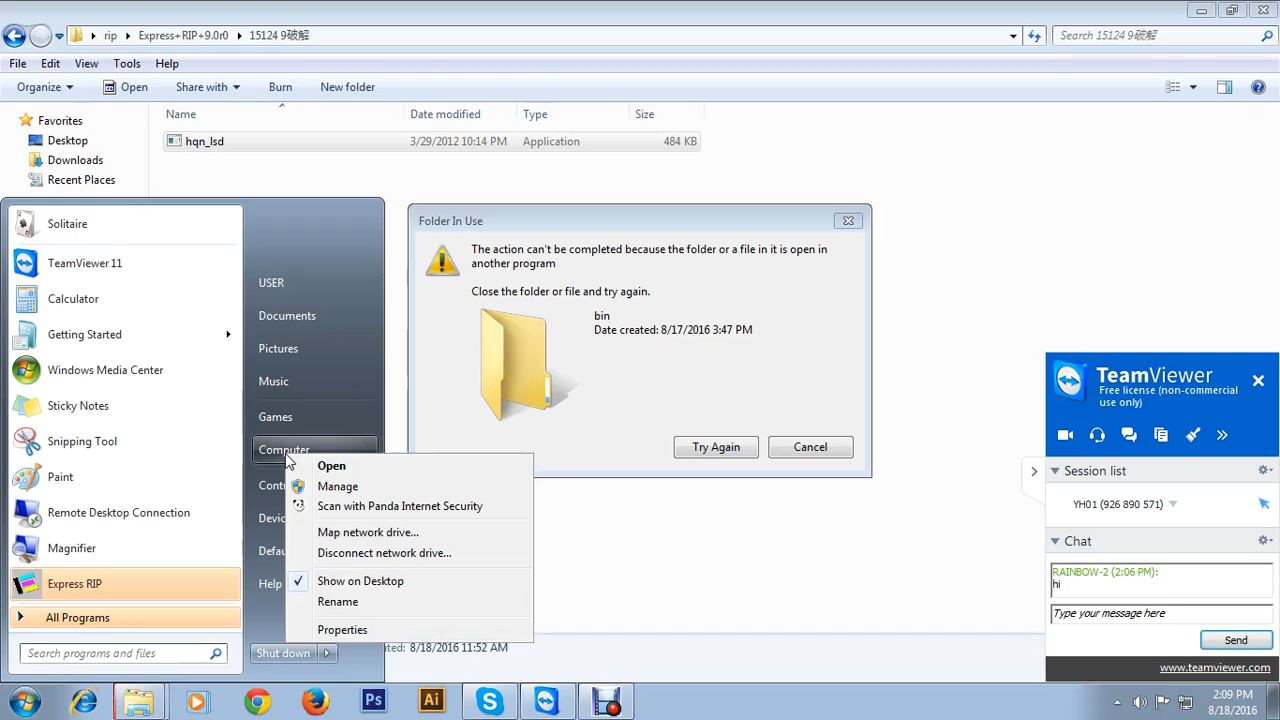 rip
Express+RIP+9.0r0
15124 9破解
Search 15124 9破解
File Edit View Tools Help
Organize Open Share with Burn New folder
Name Date modified Type Size
hqn_lsd 3/29/2012 10:14 PM Application 484 KB
Favorites
Desktop
Downloads
Recent Places
Solitaire
TeamViewer 11
Calculator
Getting Started
Windows Media Center
Sticky Notes
Snipping Tool
Paint
Remote Desktop Connection
Magnifier
Express RIP
All Programs
Search programs and files
USER
Documents
Pictures
Music
Games
Computer
Cont
Devic
Defau
Help
Shut down
Open
Manage
Scan with Panda Internet Security
Map network drive...
Disconnect network drive...
Show on Desktop
Rename
Properties
Folder In Use
The action can't be completed because the folder or a file in it is open in
another program
Close the folder or file and try again.
bin
Date created: 8/17/2016 3:47 PM
Try Again Cancel
ated: 8/18/2016 11:52 AM
TeamViewer
Free license (non-commercial
use only)
Session list
YH01 (926 890 571)
Chat
RAINBOW-2 (2:06 PM):
hi
Type your message here
Send
www.teamviewer.com
Ps
Ai
2:09 PM
8/18/2016